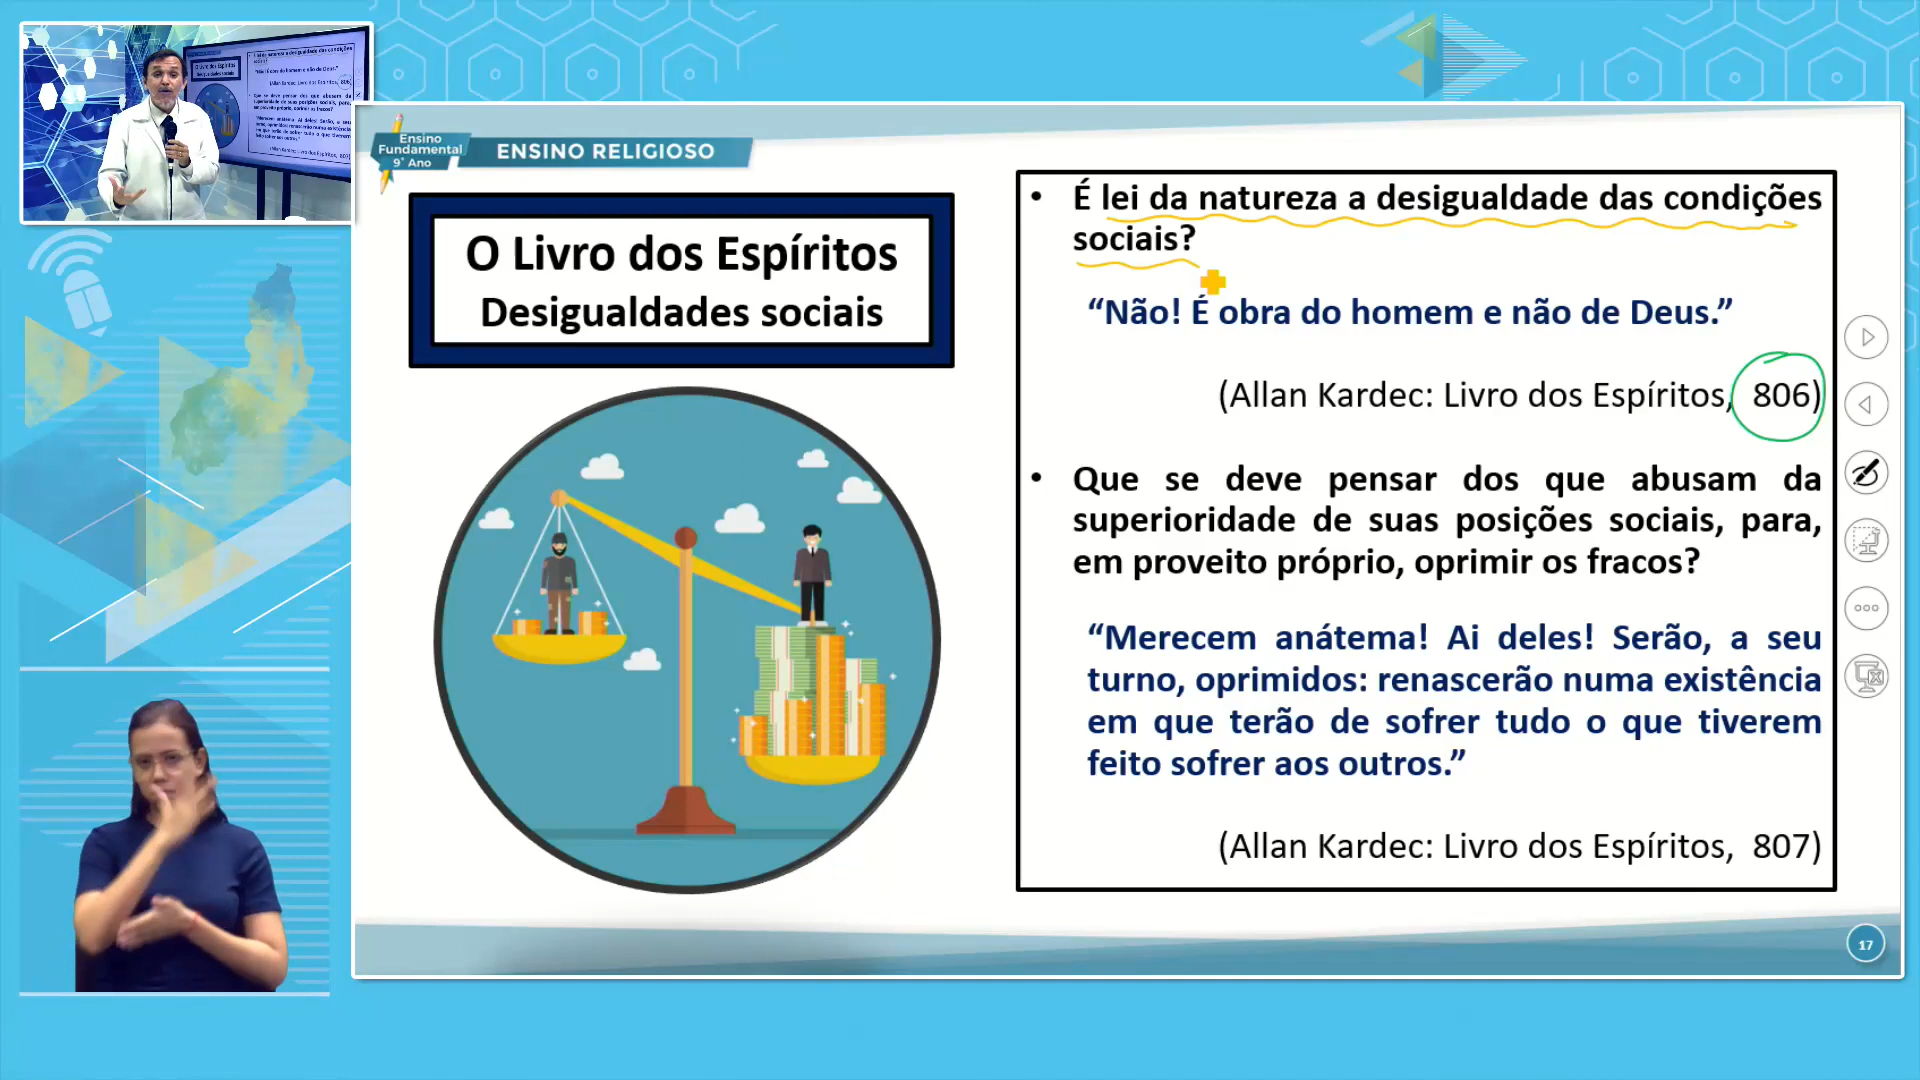 Ensino
Fundamental
9° Ano
ENSINO RELIGIOSO
O Livro dos Espíritos
Desigualdades sociais
• É lei da natureza a desigualdade das condições
sociais?
“Não! É obra do homem e não de Deus.”
(Allan Kardec: Livro dos Espíritos, 806)
• Que se deve pensar dos que abusam da
superioridade de suas posições sociais, para,
em proveito próprio, oprimir os fracos?
“Merecem anátema! Ai deles! Serão, a seu
turno, oprimidos: renascerão numa existência
em que terão de sofrer tudo o que tiverem
feito sofrer aos outros.”
(Allan Kardec: Livro dos Espíritos, 807)
17